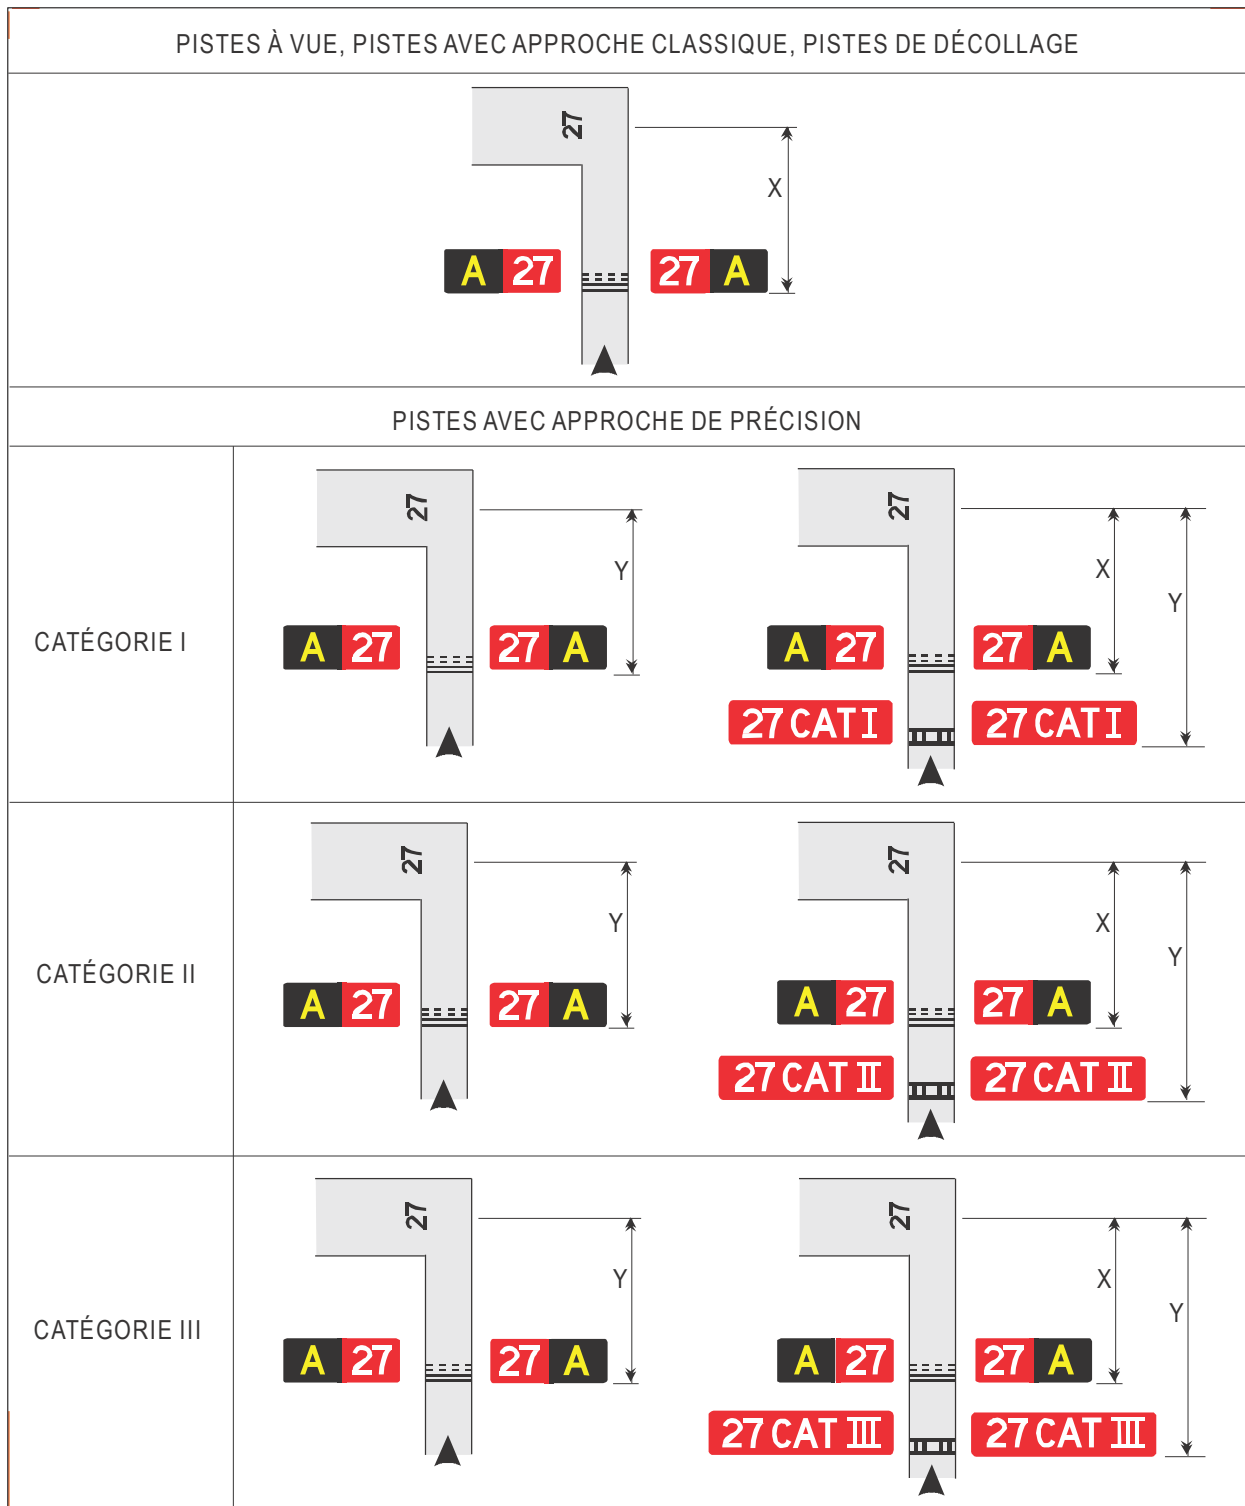 PISTES À VUE, PISTES AVEC APPROCHE CLASSIQUE, PISTES DE DÉCOLLAGE
27
X
A 27
27 A
PISTES AVEC APPROCHE DE PRÉCISION
CATÉGORIE I
27
Y
A 27
27 A
27
X
Y
A 27
27 A
27 CAT I
27 CAT I
CATÉGORIE II
27
Y
A 27
27 A
27
X
Y
A 27
27 A
27 CAT II
27 CAT II
CATÉGORIE III
27
Y
A 27
27 A
27
X
Y
A 27
27 A
27 CAT III
27 CAT III